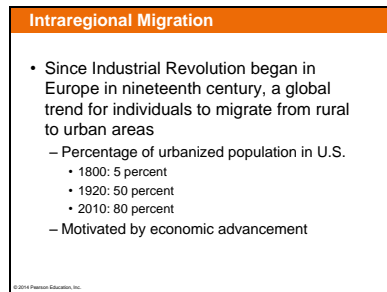 Intraregional Migration
• Since Industrial Revolution began in
Europe in nineteenth century, a global
trend for individuals to migrate from rural
to urban areas
– Percentage of urbanized population in U.S.
• 1800: 5 percent
• 1920: 50 percent
• 2010: 80 percent
– Motivated by economic advancement
© 2014 Pearson Education, Inc.